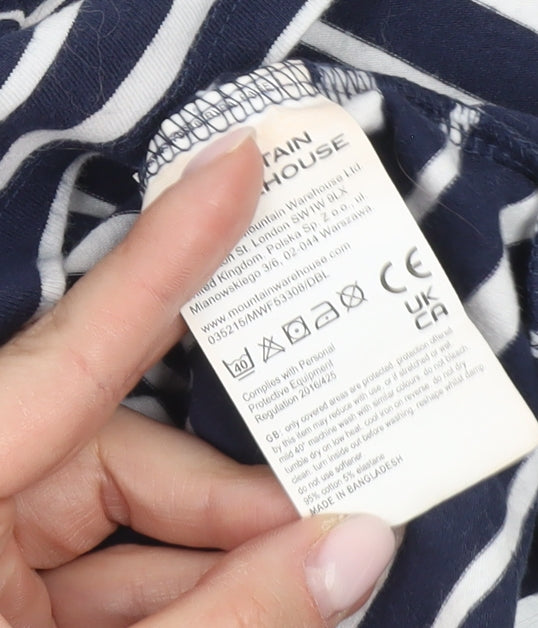 TAIN
HOUSE
Mountain Warehouse Ltd.
St. London SW1W 9LX
Kingdom, Polska Sp. Z o.o., ul.
Mianowskiego 3/6, 02-044 Warszawa
www.mountainwarehouse.com
035215/MWF53308/DBL
CE
UK
CA
40
Complies with Personal
Protective Equipment
Regulation 2016/425
GB: only covered areas are protected, protection offered
by this item may reduce with use, or if stretched or wet
mild 40° machine wash with similar colours do not bleach
tumble dry on low heat, cool iron on reverse do not dry
clean, turn inside out before washing, reshape whilst damp,
do not use softener
95% cotton 5% elastane
MADE IN BANGLADESH